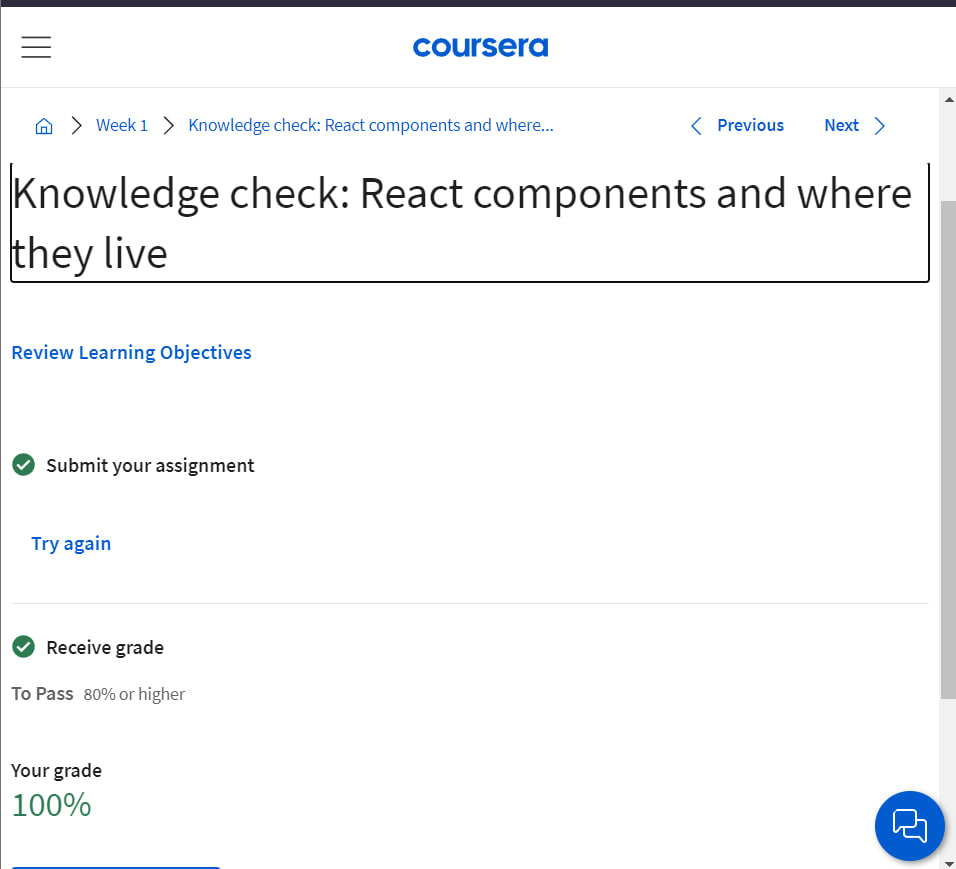 coursera
Week 1
Knowledge check: React components and where...
Previous
Next
Knowledge check: React components and where
they live
Review Learning Objectives
Submit your assignment
Try again
Receive grade
To Pass 80% or higher
Your grade
100%